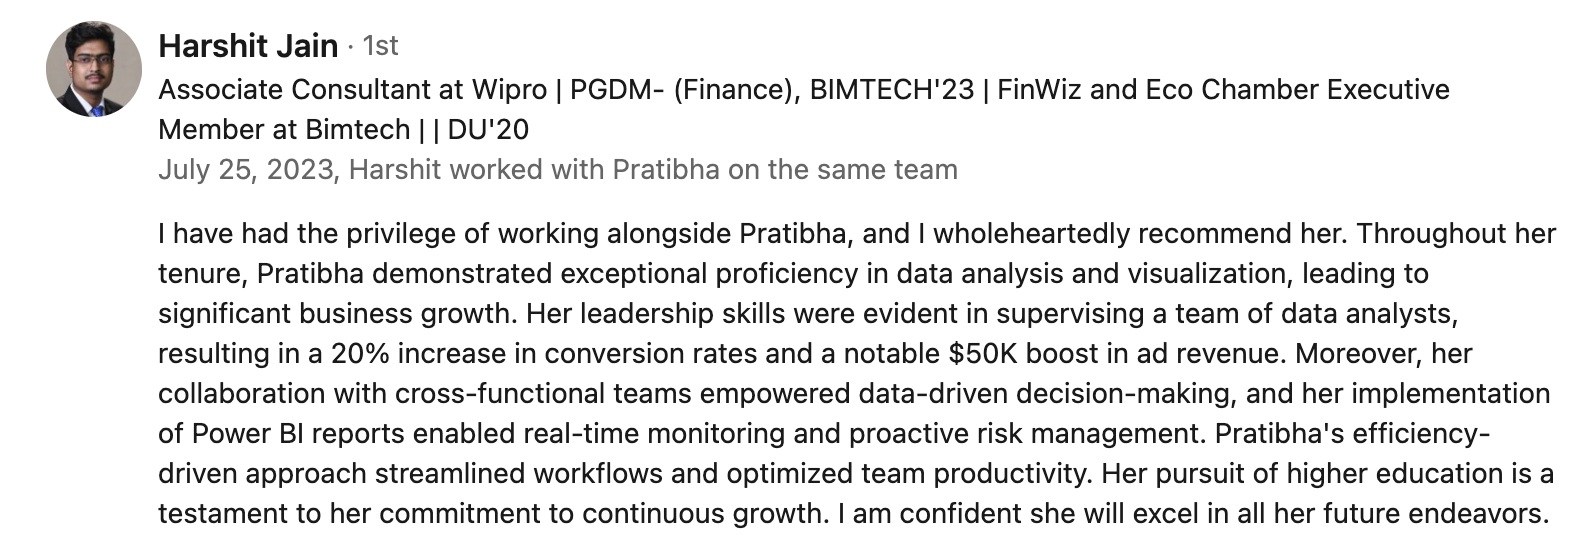 Harshit Jain · 1st
Associate Consultant at Wipro | PGDM- (Finance), BIMTECH'23 | FinWiz and Eco Chamber Executive
Member at Bimtech | | DU'20
July 25, 2023, Harshit worked with Pratibha on the same team
I have had the privilege of working alongside Pratibha, and I wholeheartedly recommend her. Throughout her
tenure, Pratibha demonstrated exceptional proficiency in data analysis and visualization, leading to
significant business growth. Her leadership skills were evident in supervising a team of data analysts,
resulting in a 20% increase in conversion rates and a notable $50K boost in ad revenue. Moreover, her
collaboration with cross-functional teams empowered data-driven decision-making, and her implementation
of Power BI reports enabled real-time monitoring and proactive risk management. Pratibha's efficiency-
driven approach streamlined workflows and optimized team productivity. Her pursuit of higher education is a
testament to her commitment to continuous growth. I am confident she will excel in all her future endeavors.